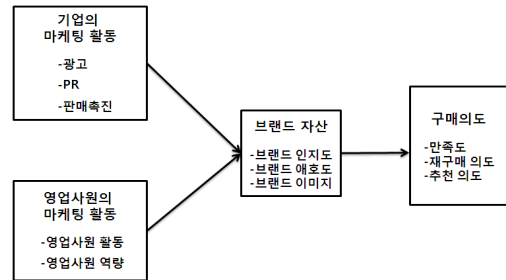 기업의
마케팅 활동
-광고
-PR
-판매촉진
영업사원의
마케팅 활동
-영업사원 활동
-영업사원 역량
브랜드 자산
-브랜드 인지도
-브랜드 애호도
-브랜드 이미지
구매의도
-만족도
-재구매 의도
-추천 의도